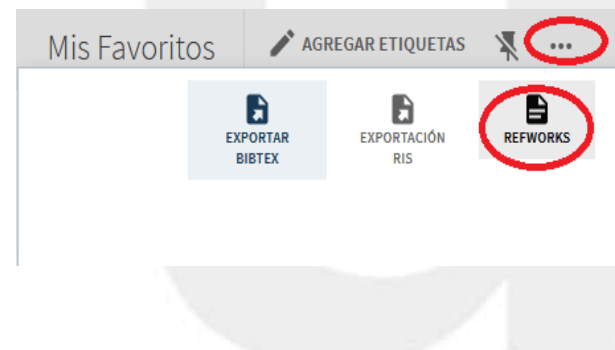 Mis Favoritos AGREGAR ETIQUETAS ...
EXPORTAR
BIBTEX
EXPORTACIÓN
RIS
REFWORKS